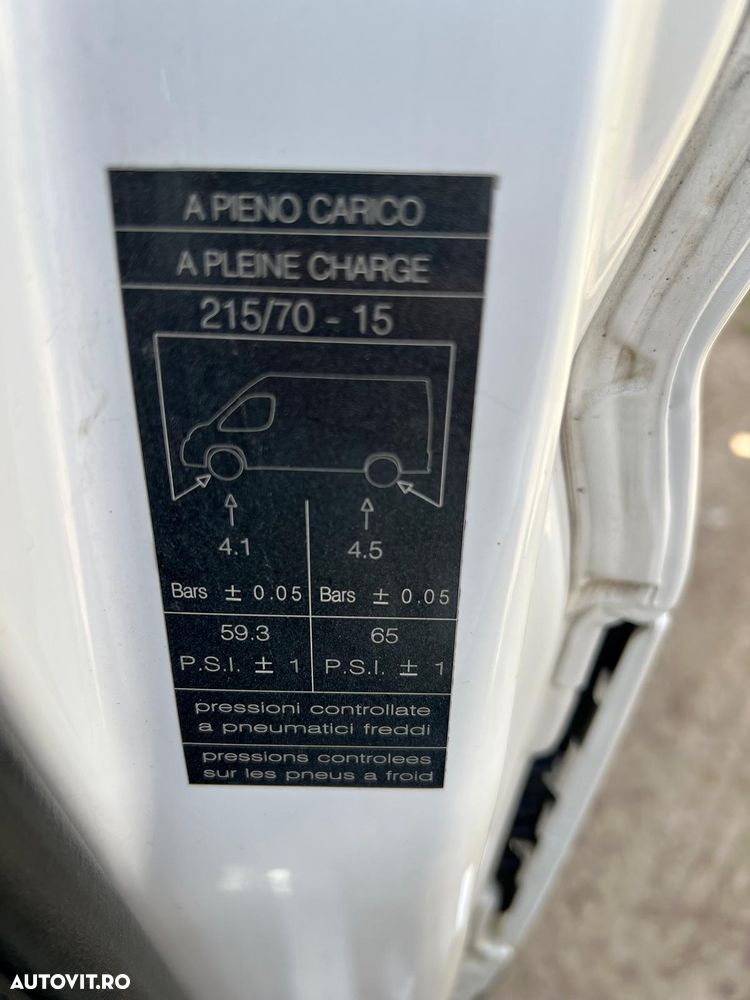 A PIENO CARICO
A PLEINE CHARGE
215/70 - 15
4.1 4.5
Bars ± 0.05 Bars ± 0.05
59.3 65
P.S.I. ± 1 P.S.I. ± 1
pressioni controllate
a pneumatici freddi
pressions controlees
sur les pneus a froid
AUTOVIT.RO